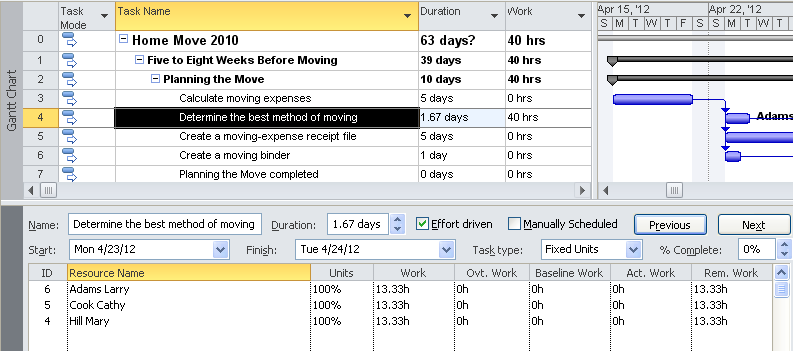 Task Mode Task Name Duration Work Apr 15, '12 Apr 22, '12
S M T W T F S S M T W T
0 Home Move 2010 63 days? 40 hrs
1 Five to Eight Weeks Before Moving 39 days 40 hrs
2 Planning the Move 10 days 40 hrs
3 Calculate moving expenses 5 days 0 hrs
4 Determine the best method of moving 1.67 days 40 hrs Adams
5 Create a moving-expense receipt file 5 days 0 hrs
6 Create a moving binder 1 day 0 hrs
7 Planning the Move completed 0 days 0 hrs
Gantt Chart
Name: Determine the best method of moving Duration: 1.67 days Effort driven Manually Scheduled Previous Next
Start: Mon 4/23/12 Finish: Tue 4/24/12 Task type: Fixed Units % Complete: 0%
ID Resource Name Units Work Ovt. Work Baseline Work Act. Work Rem. Work
6 Adams Larry 100% 13.33h 0h 0h 0h 13.33h
5 Cook Cathy 100% 13.33h 0h 0h 0h 13.33h
4 Hill Mary 100% 13.33h 0h 0h 0h 13.33h